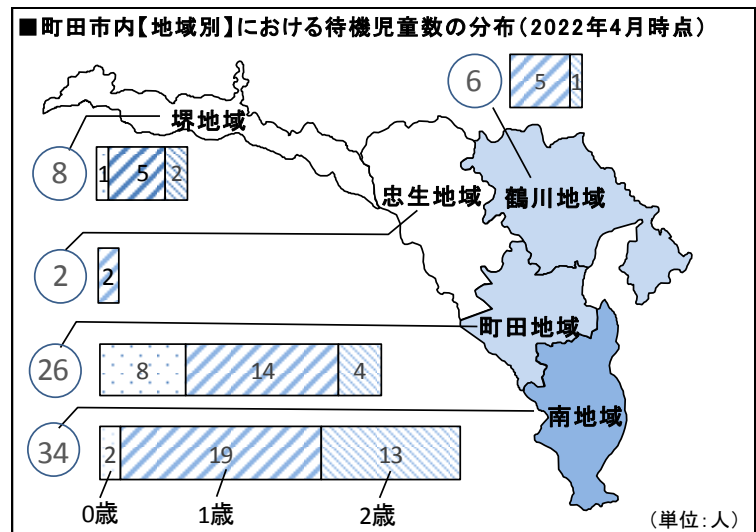 ■町田市内【地域別】における待機児童数の分布(2022年4月時点)
6
5
1
堺地域
8
1
5
2
忠生地域
鶴川地域
2
2
町田地域
26
8
14
4
南地域
34
2
19
13
0歳
1歳
2歳
(単位:人)